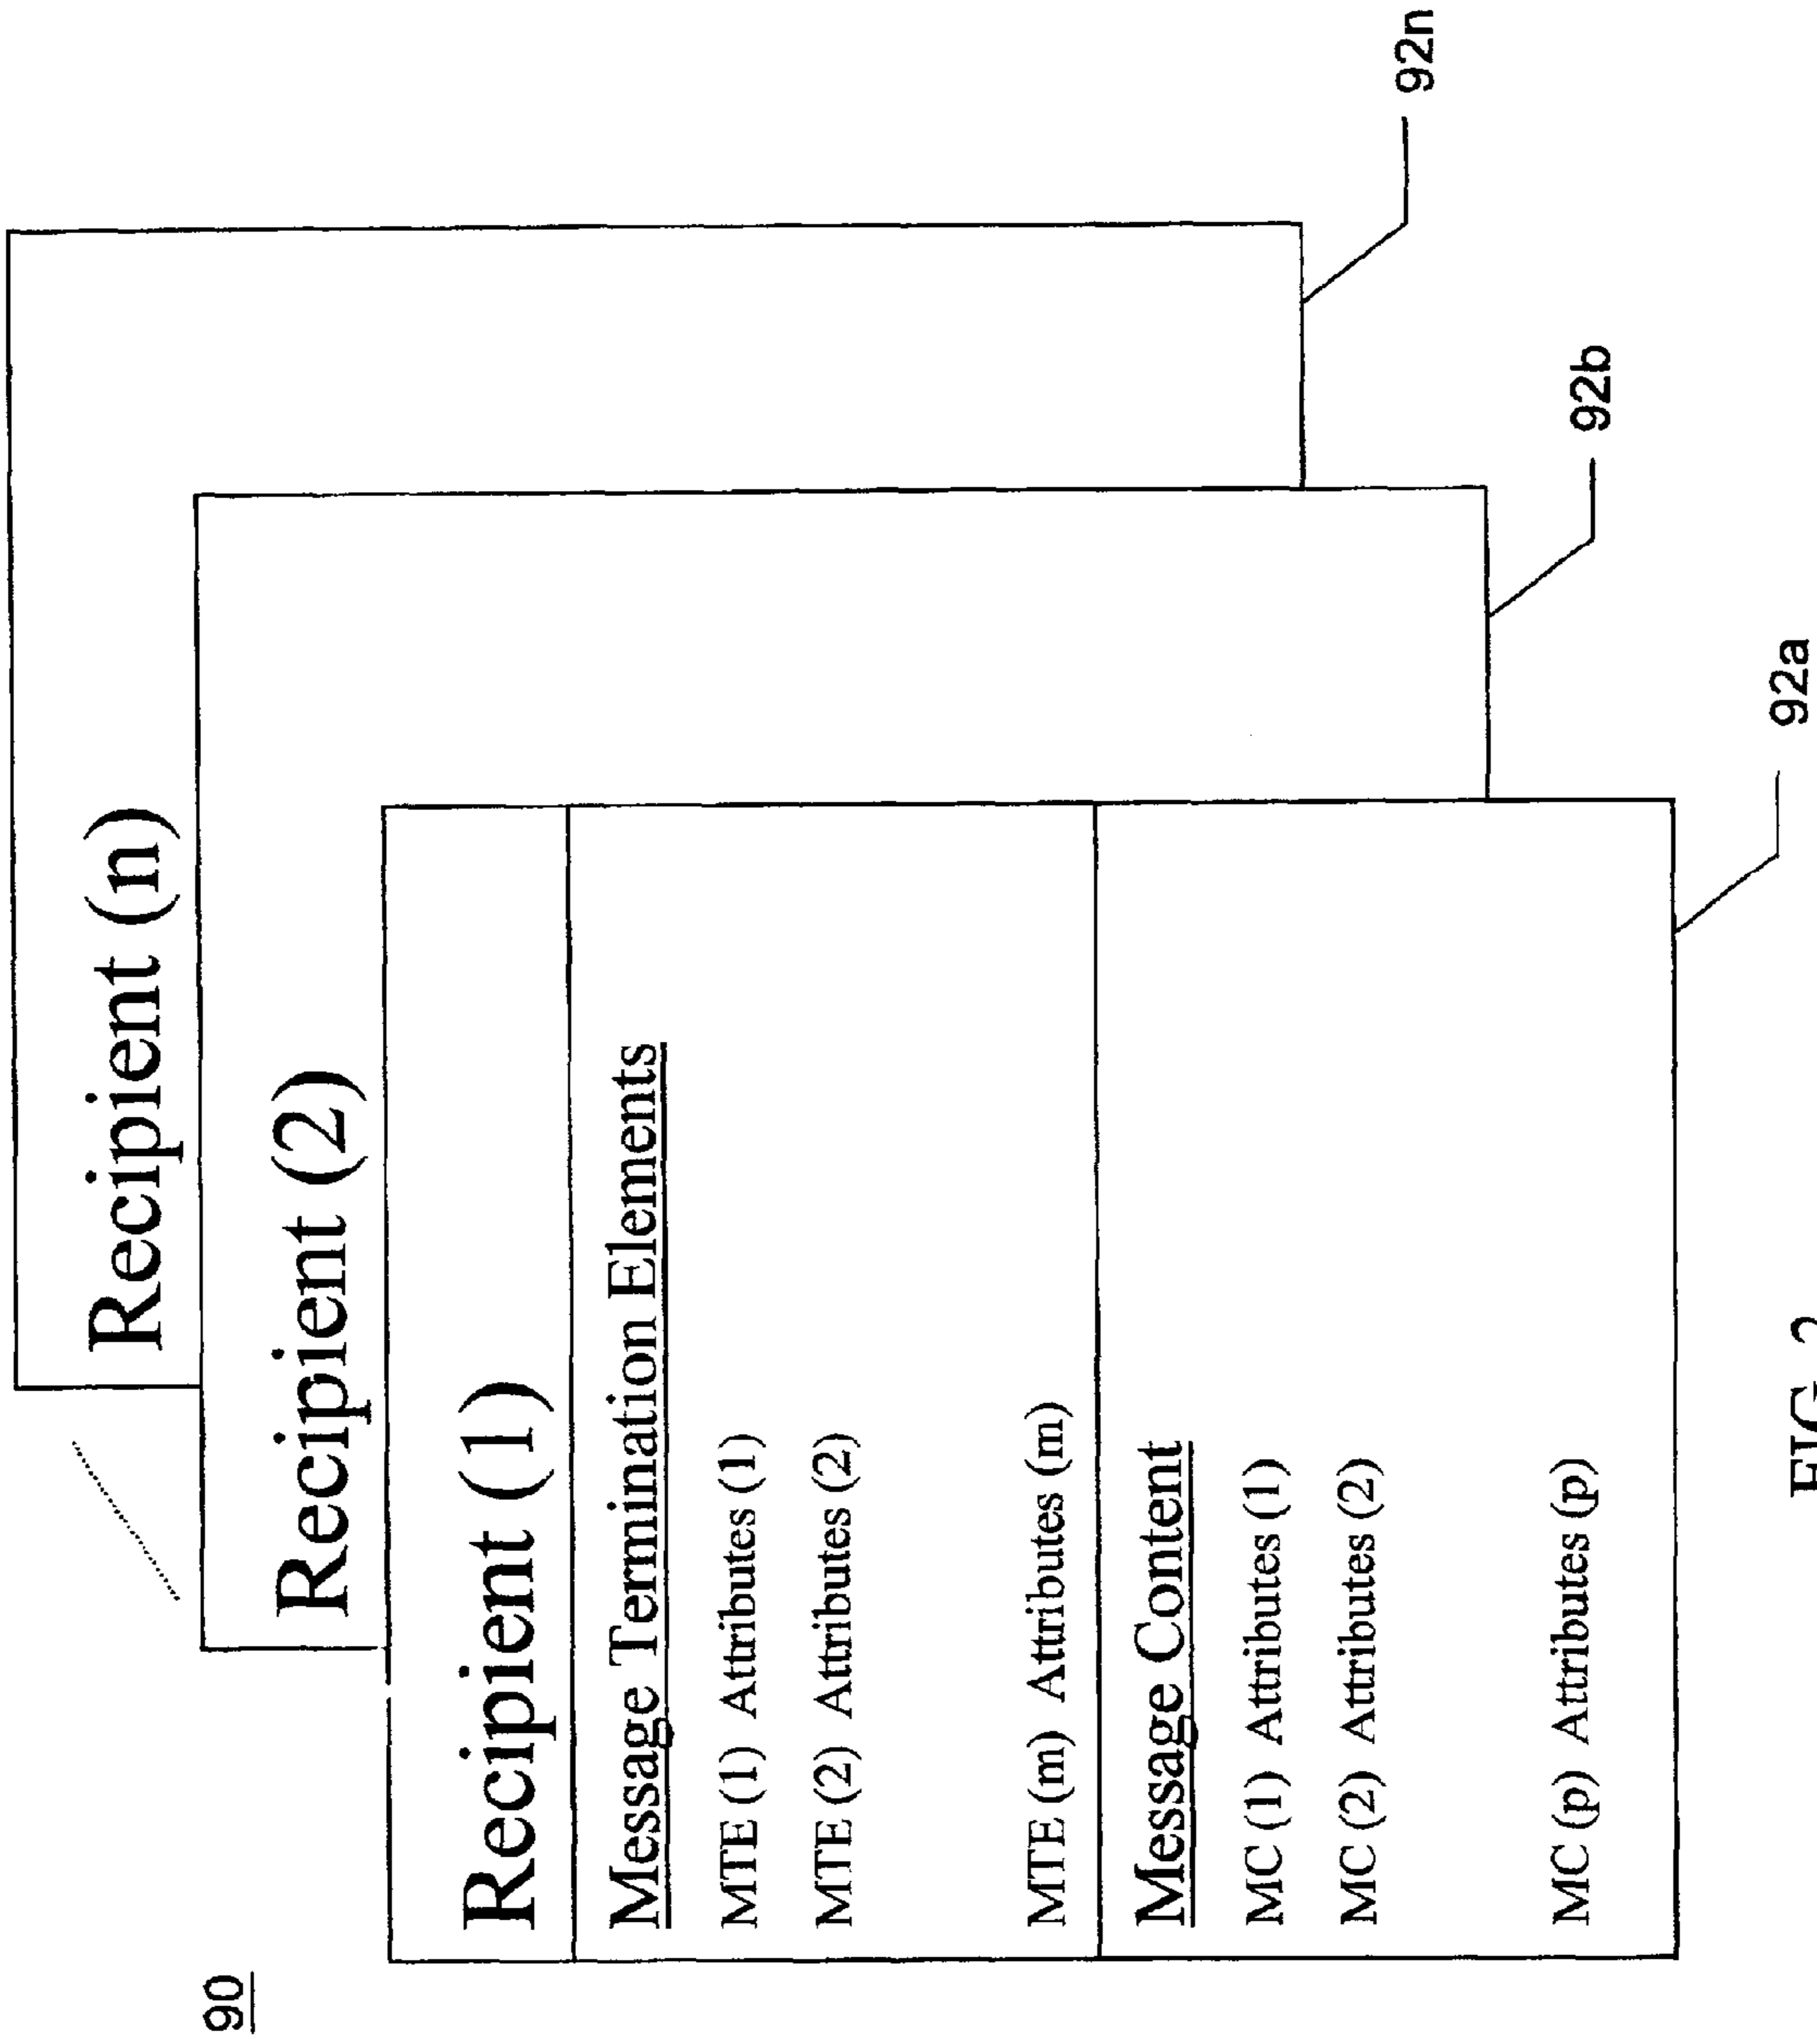 Recipient (n)
90
Recipient (2)
Recipient (1)
Message Termination Elements
MTE (1) Attributes (1)
MTE (2) Attributes (2)
MTE (m) Attributes (m)
Message Content
MC (1) Attributes (1)
MC (2) Attributes (2)
MC (p) Attributes (p)
92n
92b
92a
FIG.